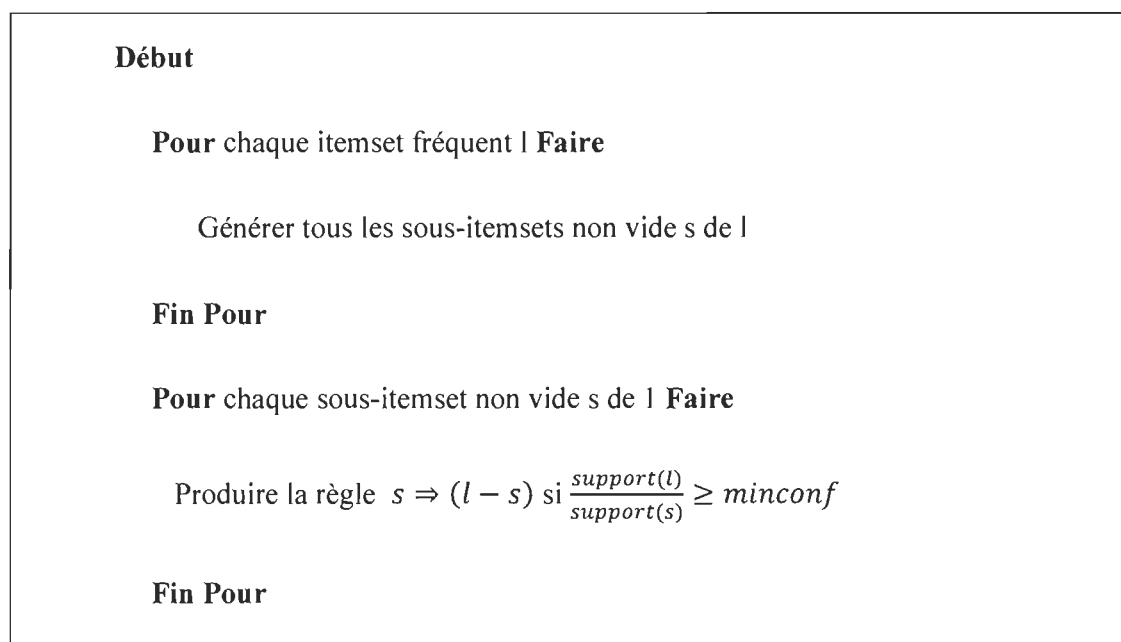 Début
Pour chaque itemset fréquent l Faire
Générer tous les sous-itemsets non vide s de l
Fin Pour
Pour chaque sous-itemset non vide s de l Faire
Produire la règle s ⇒ (l − s) si support(l)/support(s) ≥ minconf
Fin Pour